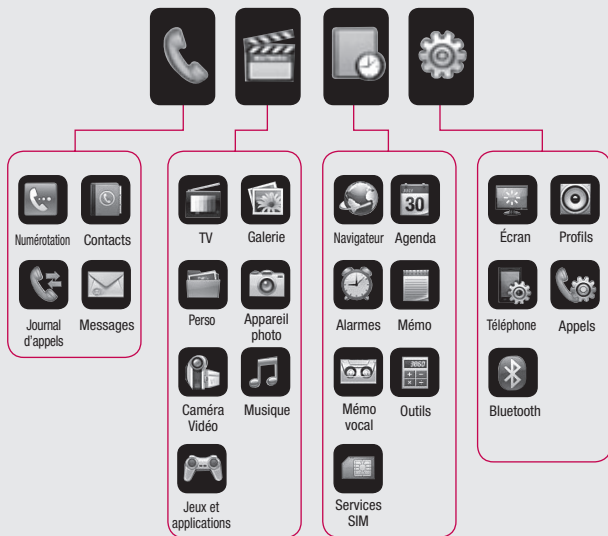 Numérotation
Contacts
Journal
d'appels
Messages
TV
Galerie
Perso
Appareil
photo
Caméra
Vidéo
Musique
Jeux et
applications
Navigateur
30
Agenda
Alarmes
Mémo
Mémo
vocal
Outils
Services
SIM
Écran
Profils
Téléphone
Appels
Bluetooth